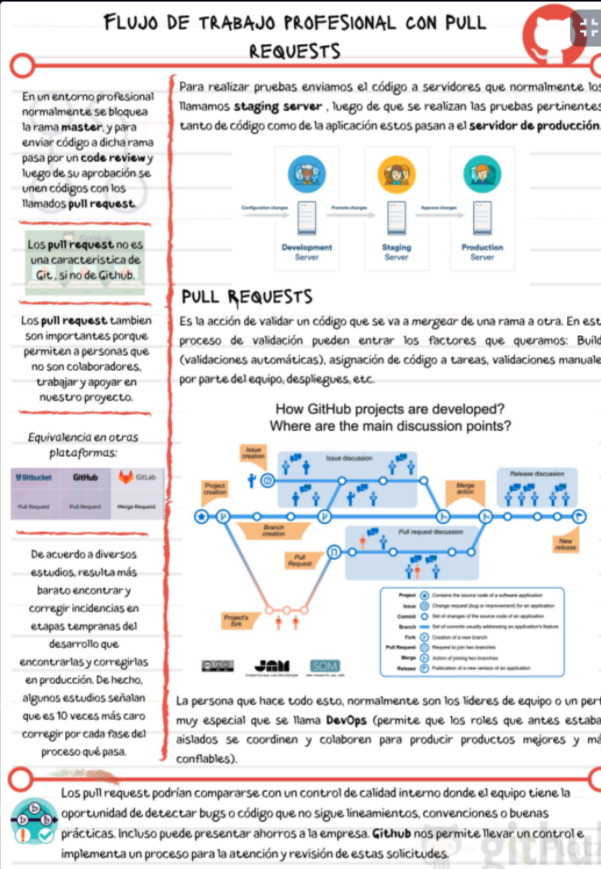 FLUJO DE TRABAJO PROFESIONAL CON PULL
REQUESTS
En un entorno profesional
normalmente se bloquea
la rama master, y para
enviar código a dicha rama
pasa por un code review y
luego de su aprobación se
unen códigos con los
llamados pull request.
Los pull request no es
una característica de
Git , si no de Github.
Los pull request tambien
son importantes porque
permiten a personas que
no son colaboradores,
trabajar y apoyar en
nuestro proyecto.
Equivalencia en otras
plataformas:
Bitbucket GitHub GitLab
Pull Request Pull Request Merge Request
De acuerdo a diversos
estudios, resulta más
barato encontrar y
corregir incidencias en
etapas tempranas del
desarrollo que
encontrarlas y corregirlas
en producción. De hecho,
algunos estudios señalan
que es 10 veces más caro
corregir por cada fase del
proceso qué pasa.
Para realizar pruebas enviamos el código a servidores que normalmente los
llamamos staging server , luego de que se realizan las pruebas pertinentes
tanto de código como de la aplicación estos pasan a el servidor de producción
Configuration changes Promote changes Approve changes
Development Staging Production
Server Server Server
PULL REQUESTS
Es la acción de validar un código que se va a mergear de una rama a otra. En est
proceso de validación pueden entrar los factores que queramos: Build
(validaciones automáticas), asignación de código a tareas, validaciones manuale
por parte del equipo, despliegues, etc.
How GitHub projects are developed?
Where are the main discussion points?
Issue
creation
Issue discussion
Release discussion
Project
creation
Merge
action
Branch
creation
Pull request discussion
New
release
Pull
Request
Project's
fork
Project Contains the source code of a software application
Issue Change request (bug or improvement) for an application
Commit Set of changes of the source code of an application
Branch Set of commits usually addressing an application's feature
Fork Creation of a new branch
Pull Request Request to join two branches
Merge Action of joining two branches
Release Publication of a new version of an application
SOM
La persona que hace todo esto, normalmente son los líderes de equipo o un perf
muy especial que se llama DevOps (permite que los roles que antes estaba
aislados se coordinen y colaboren para producir productos mejores y má
confiables).
Los pull request podrían compararse con un control de calidad interno donde el equipo tiene la
oportunidad de detectar bugs o código que no sigue lineamientos, convenciones o buenas
prácticas. Incluso puede presentar ahorros a la empresa. Github nos permite llevar un control e
implementa un proceso para la atención y revisión de estas solicitudes.